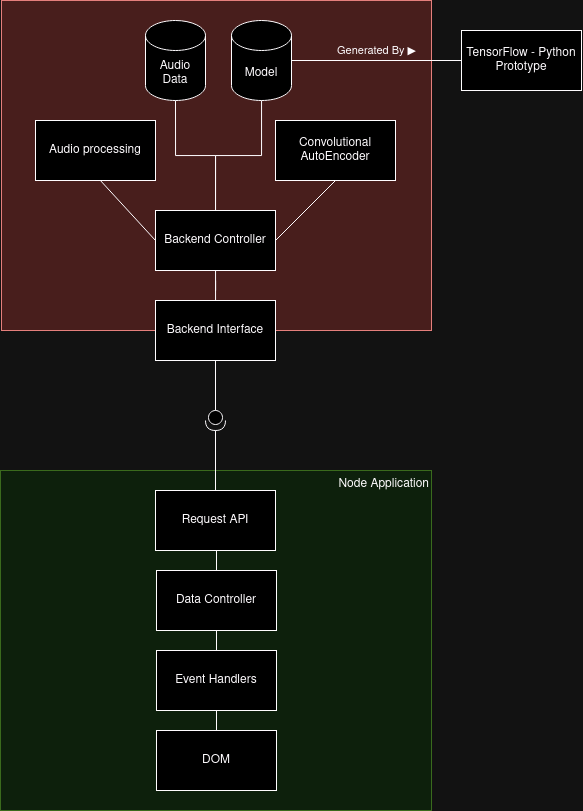 Generated By ▶
TensorFlow - Python
Prototype
Audio
Data
Model
Audio processing
Convolutional
AutoEncoder
Backend Controller
Backend Interface
Node Application
Request API
Data Controller
Event Handlers
DOM